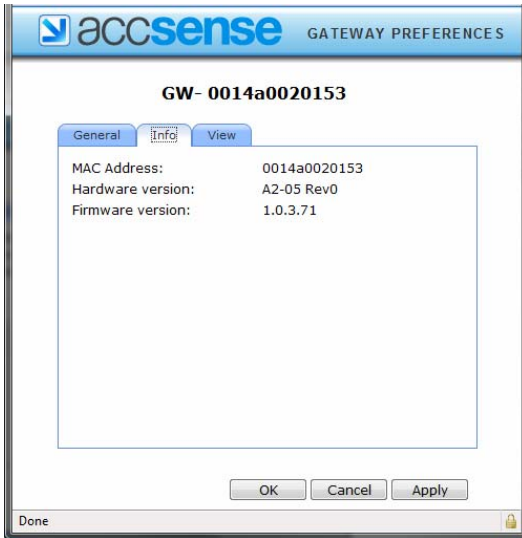 accsense GATEWAY PREFERENCES
GW- 0014a0020153
General Info View
MAC Address: 0014a0020153
Hardware version: A2-05 Rev0
Firmware version: 1.0.3.71
OK Cancel Apply
Done